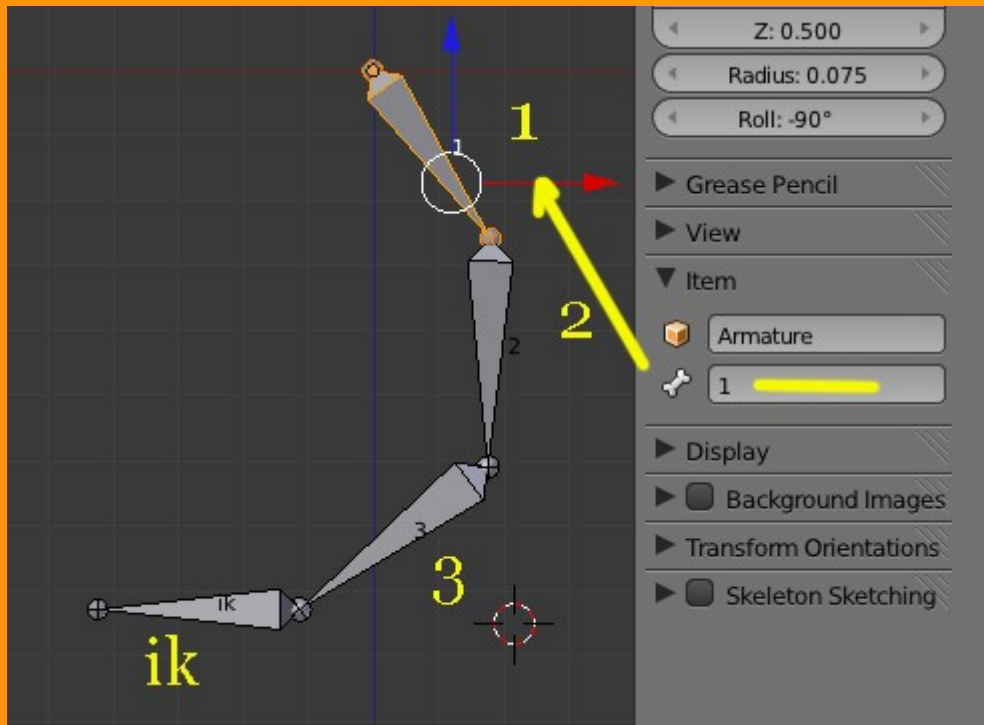 Z: 0.500
Radius: 0.075
Roll: -90°
Grease Pencil
View
Item
Armature
1
Display
Background Images
Transform Orientations
Skeleton Sketching
1
1
2
2
3
3
ik
ik